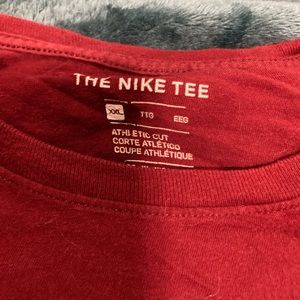 THE NIKE TEE
XXL TTG EEG
ATHLETIC CUT
CORTE ATLÉTICO
COUPE ATHLÉTIQUE